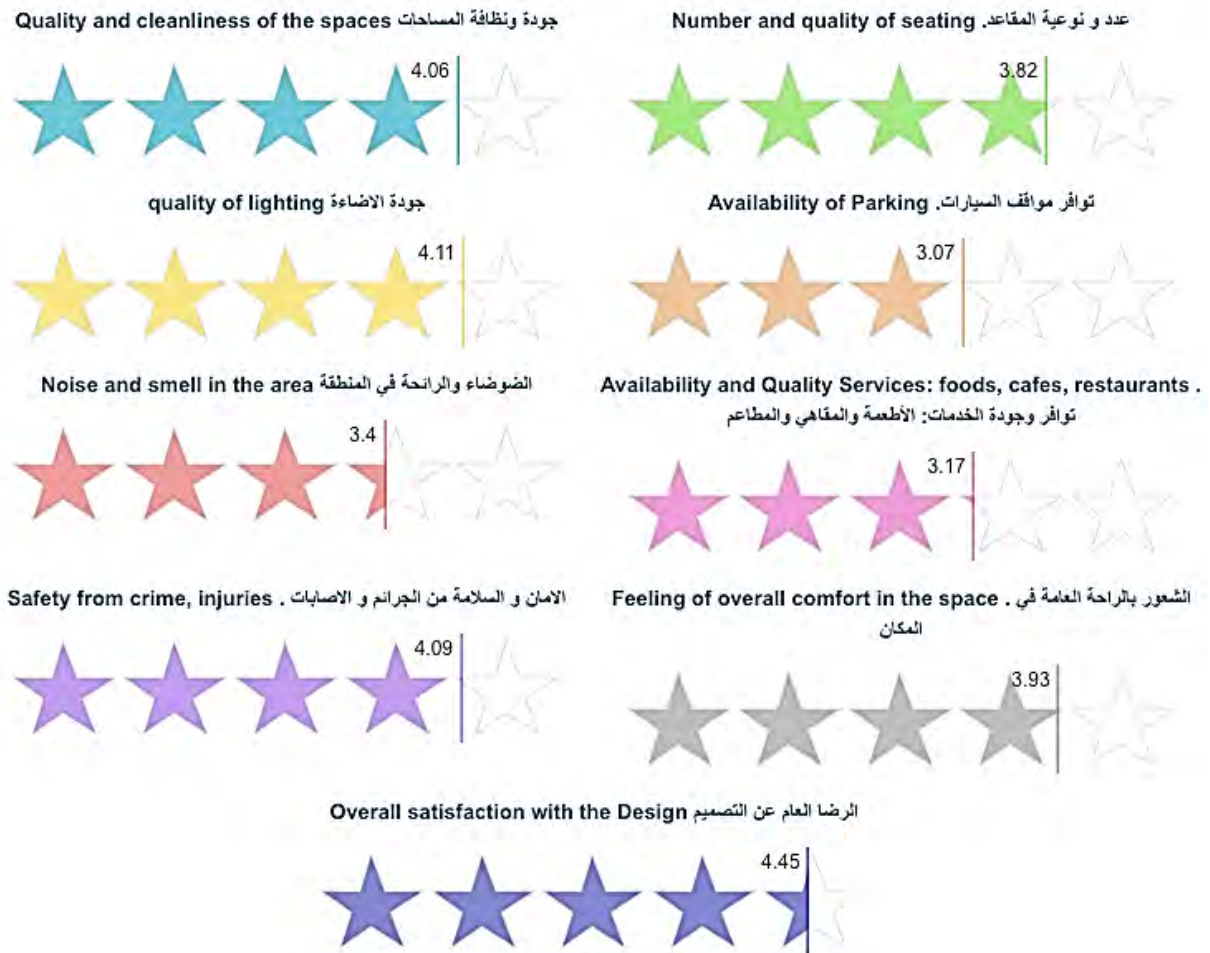 Quality and cleanliness of the spaces جودة ونظافة المساحات
4.06
Number and quality of seating .عدد و نوعية المقاعد
3.82
quality of lighting جودة الاضاءة
4.11
Availability of Parking .توافر مواقف السيارات
3.07
Noise and smell in the area الضوضاء والرائحة في المنطقة
3.4
Availability and Quality Services: foods, cafes, restaurants .
توافر وجودة الخدمات: الأطعمة والمقاهي والمطاعم
3.17
Safety from crime, injuries . الامان و السلامة من الجرائم و الاصابات
4.09
Feeling of overall comfort in the space . الشعور بالراحة العامة في
المكان
3.93
Overall satisfaction with the Design الرضا العام عن التصميم
4.45